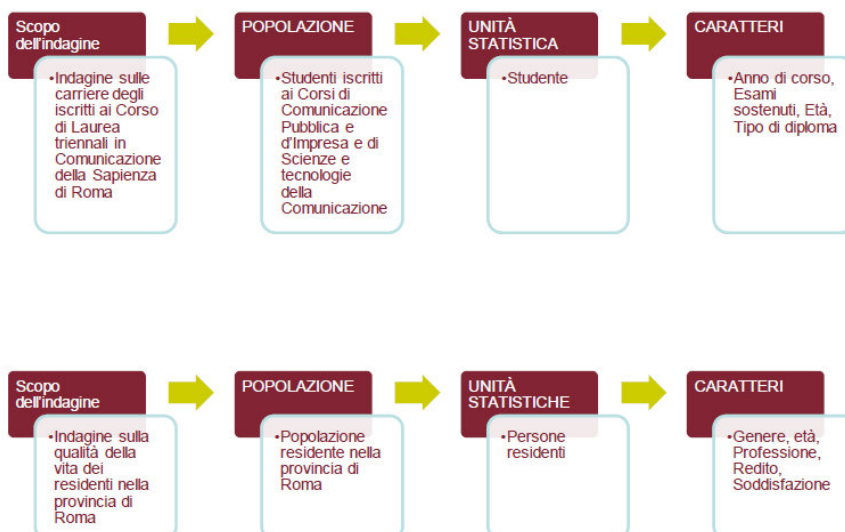 Scopo
dell'indagine
•Indagine sulle
carriere degli
iscritti ai Corso
di Laurea
triennali in
Comunicazione
della Sapienza
di Roma
POPOLAZIONE
•Studenti iscritti
ai Corsi di
Comunicazione
Pubblica e
d'Impresa e di
Scienze e
tecnologie
della
Comunicazione
UNITÀ
STATISTICA
•Studente
CARATTERI
•Anno di corso,
Esami
sostenuti, Età,
Tipo di diploma
Scopo
dell'indagine
•Indagine sulla
qualità della
vita dei
residenti nella
provincia di
Roma
POPOLAZIONE
•Popolazione
residente nella
provincia di
Roma
UNITÀ
STATISTICHE
•Persone
residenti
CARATTERI
•Genere, età,
Professione,
Redito,
Soddisfazione